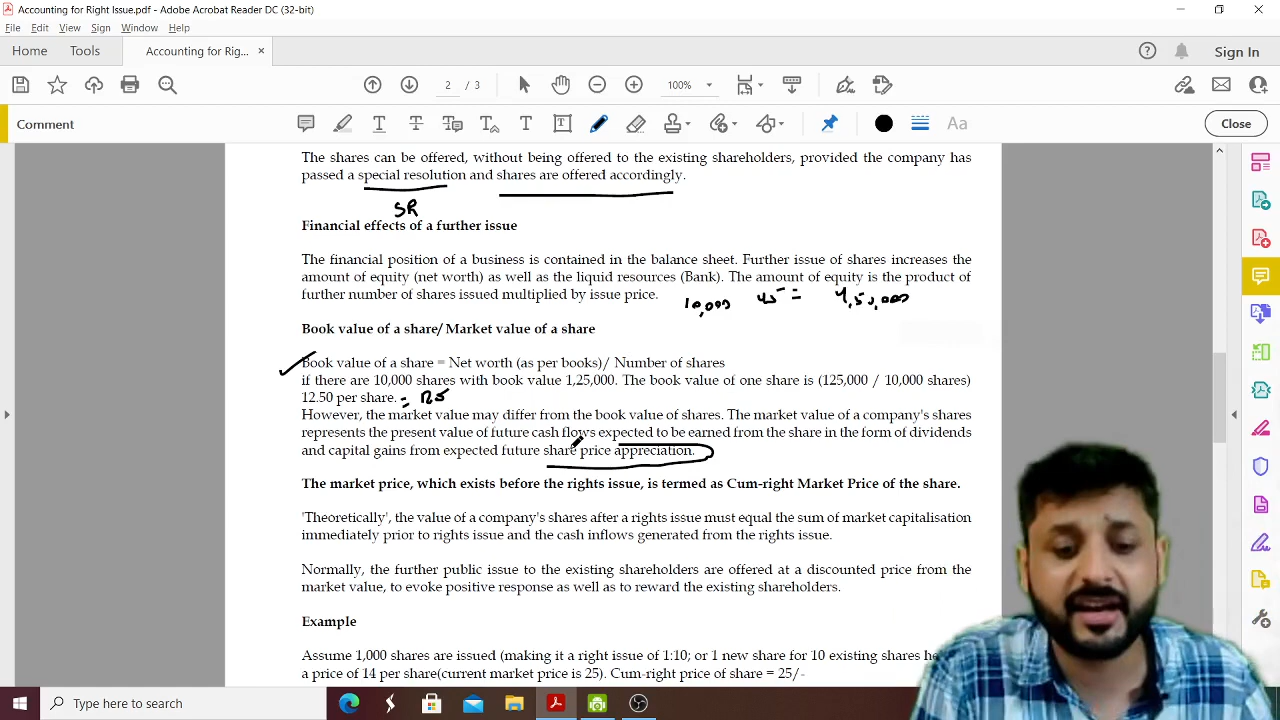 Accounting for Right Issue.pdf - Adobe Acrobat Reader DC (32-bit)
File Edit View Sign Window Help
Home Tools Accounting for Rig... × Sign In
2 / 3 100%
Comment Close
The shares can be offered, without being offered to the existing shareholders, provided the company has
passed a special resolution and shares are offered accordingly.
SR
Financial effects of a further issue
The financial position of a business is contained in the balance sheet. Further issue of shares increases the
amount of equity (net worth) as well as the liquid resources (Bank). The amount of equity is the product of
further number of shares issued multiplied by issue price.
10,000 45 = 4,50,000
Book value of a share/ Market value of a share
Book value of a share = Net worth (as per books)/ Number of shares
if there are 10,000 shares with book value 1,25,000. The book value of one share is (125,000 / 10,000 shares)
12.50 per share. =
However, the market value may differ from the book value of shares. The market value of a company's shares
represents the present value of future cash flows expected to be earned from the share in the form of dividends
and capital gains from expected future share price appreciation.
The market price, which exists before the rights issue, is termed as Cum-right Market Price of the share.
'Theoretically', the value of a company's shares after a rights issue must equal the sum of market capitalisation
immediately prior to rights issue and the cash inflows generated from the rights issue.
Normally, the further public issue to the existing shareholders are offered at a discounted price from the
market value, to evoke positive response as well as to reward the existing shareholders.
Example
Assume 1,000 shares are issued (making it a right issue of 1:10; or 1 new share for 10 existing shares he
a price of 14 per share(current market price is 25). Cum-right price of share = 25/-
Type here to search